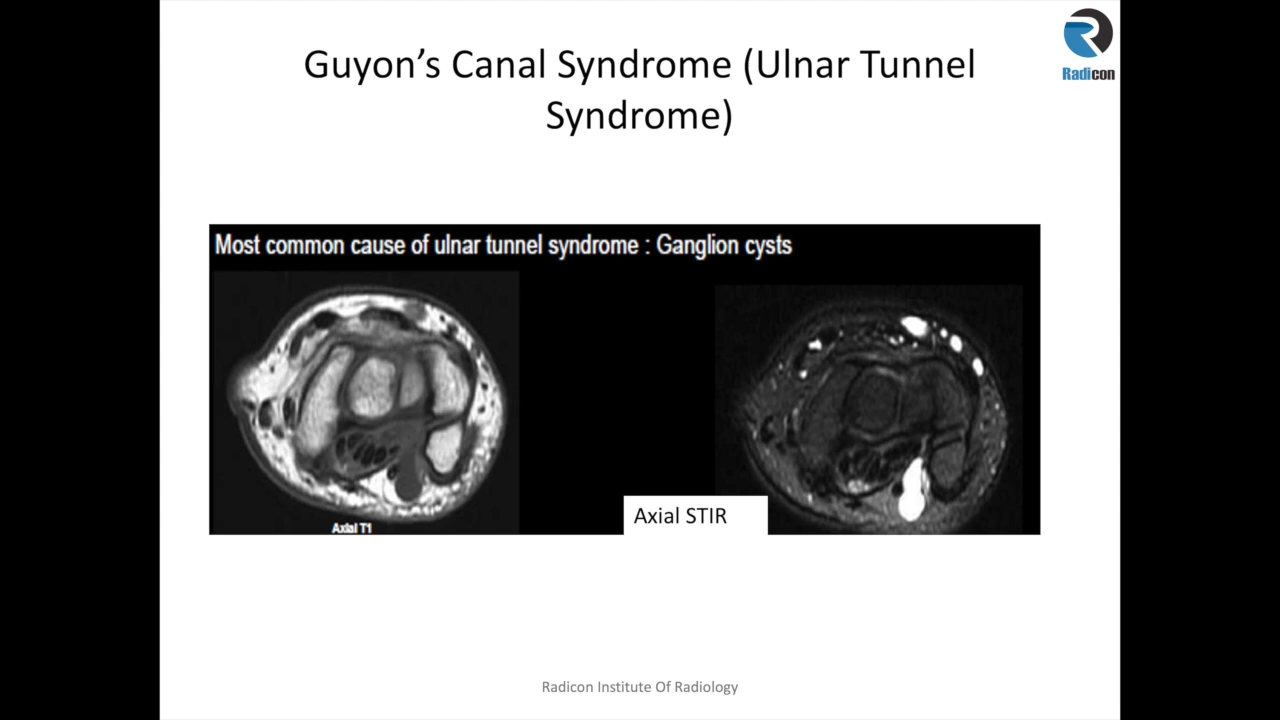 Guyon’s Canal Syndrome (Ulnar Tunnel
Syndrome)
Radicon
Most common cause of ulnar tunnel syndrome : Ganglion cysts
Axial T1
Axial STIR
Radicon Institute Of Radiology